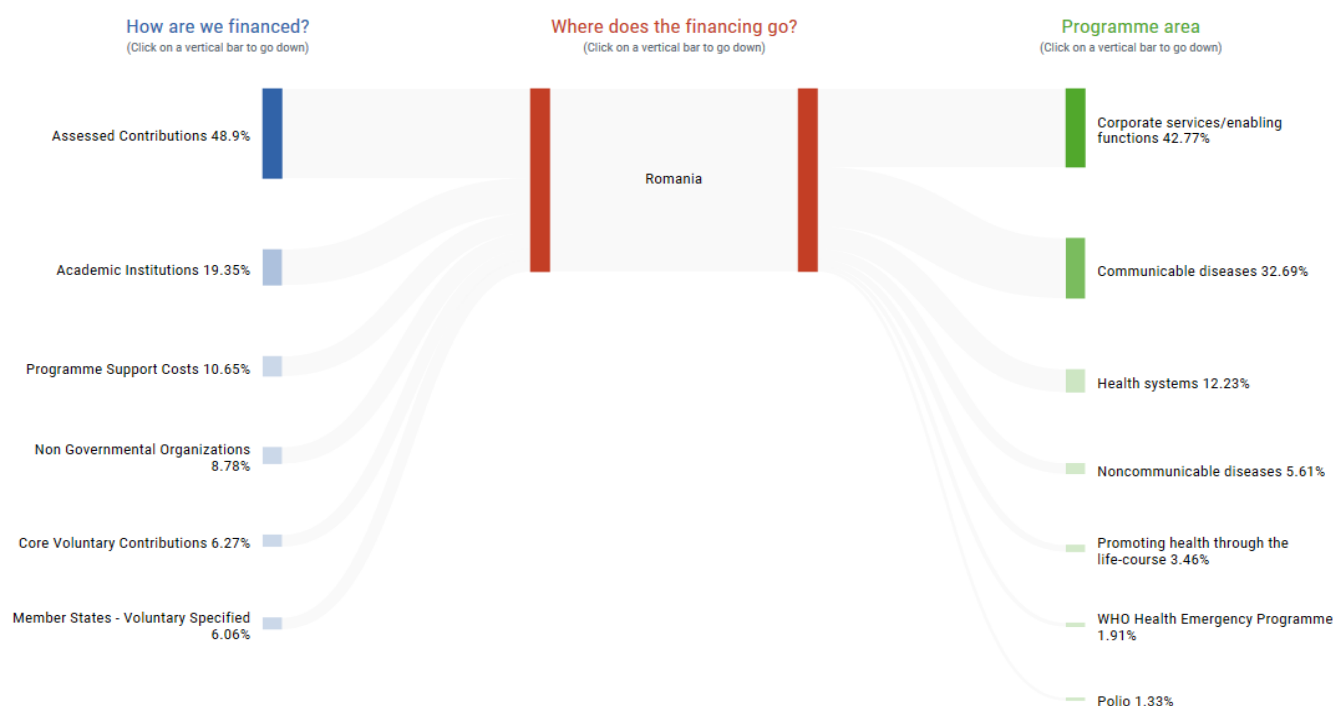 How are we financed?
(Click on a vertical bar to go down)
Assessed Contributions 48.9%
Academic Institutions 19.35%
Programme Support Costs 10.65%
Non Governmental Organizations
8.78%
Core Voluntary Contributions 6.27%
Member States - Voluntary Specified
6.06%
Where does the financing go?
(Click on a vertical bar to go down)
Romania
Programme area
(Click on a vertical bar to go down)
Corporate services/enabling
functions 42.77%
Communicable diseases 32.69%
Health systems 12.23%
Noncommunicable diseases 5.61%
Promoting health through the
life-course 3.46%
WHO Health Emergency Programme
1.91%
Polio 1.33%